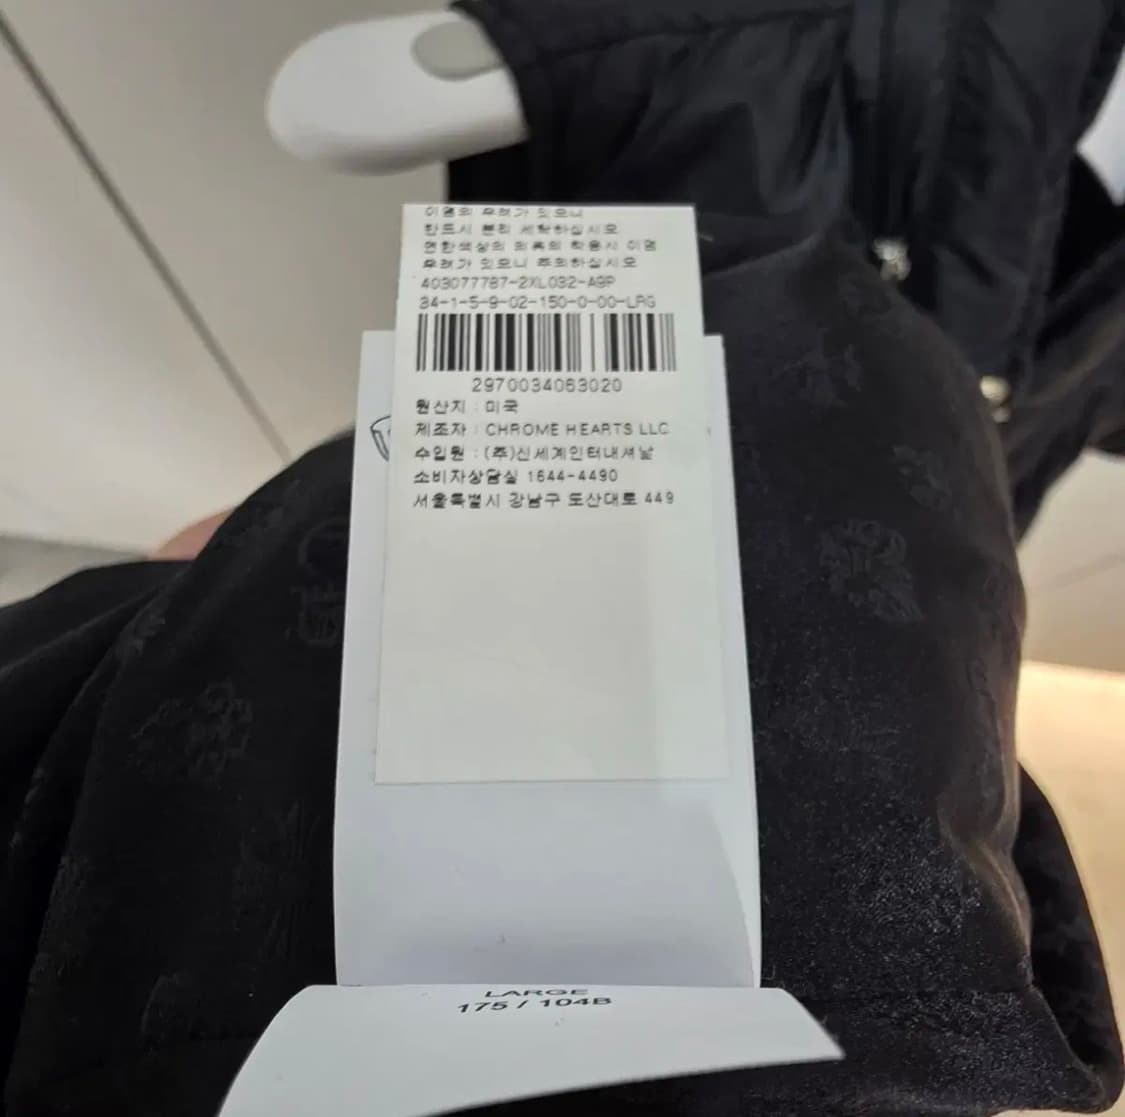 이염의 우려가 있으니
반드시 분리 세탁하십시오
연한색상의 의류의 착용시 이염
우려가 있으니 주의하십시오
403077787-2XL032-A9P
34-1-5-9-02-150-0-00-LRG
2970034063020
원산지 : 미국
제조자 : CHROME HEARTS LLC
수입원 : (주)신세계인터내셔날
소비자상담실 1644-4490
서울특별시 강남구 도산대로 449
LARGE
175 / 104B